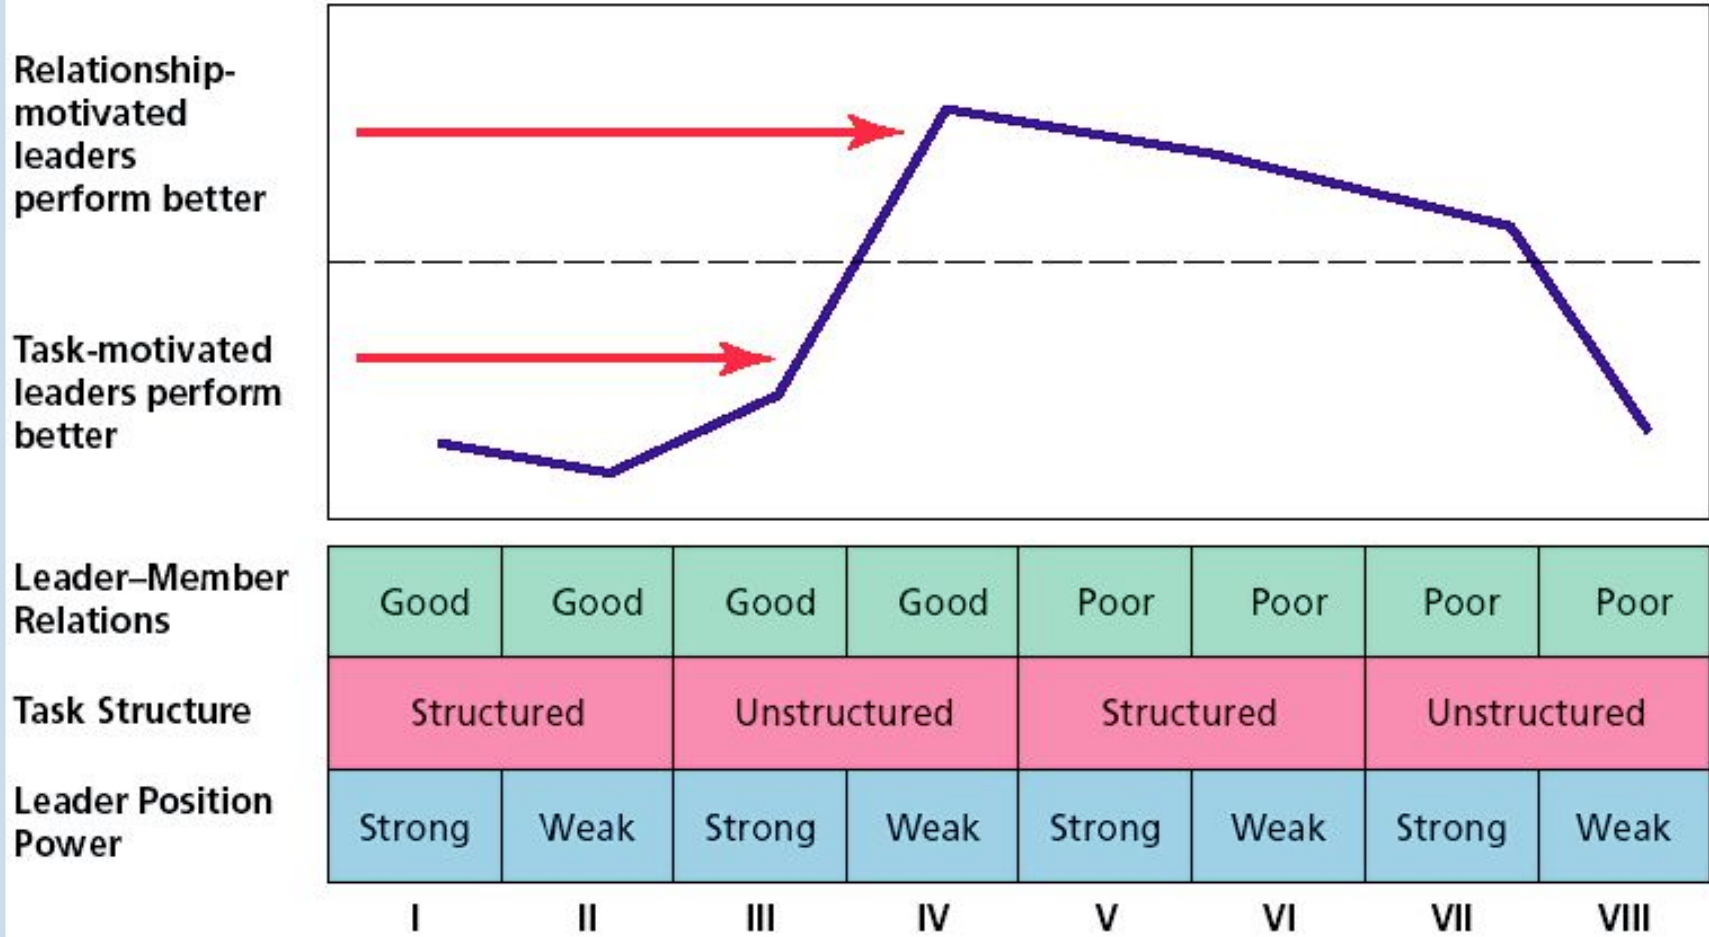 Relationship-
motivated
leaders
perform better
Task-motivated
leaders perform
better
Leader–Member
Relations
Good Good Good Good Poor Poor Poor Poor
Task Structure
Structured Unstructured Structured Unstructured
Leader Position
Power
Strong Weak Strong Weak Strong Weak Strong Weak
I II III IV V VI VII VIII